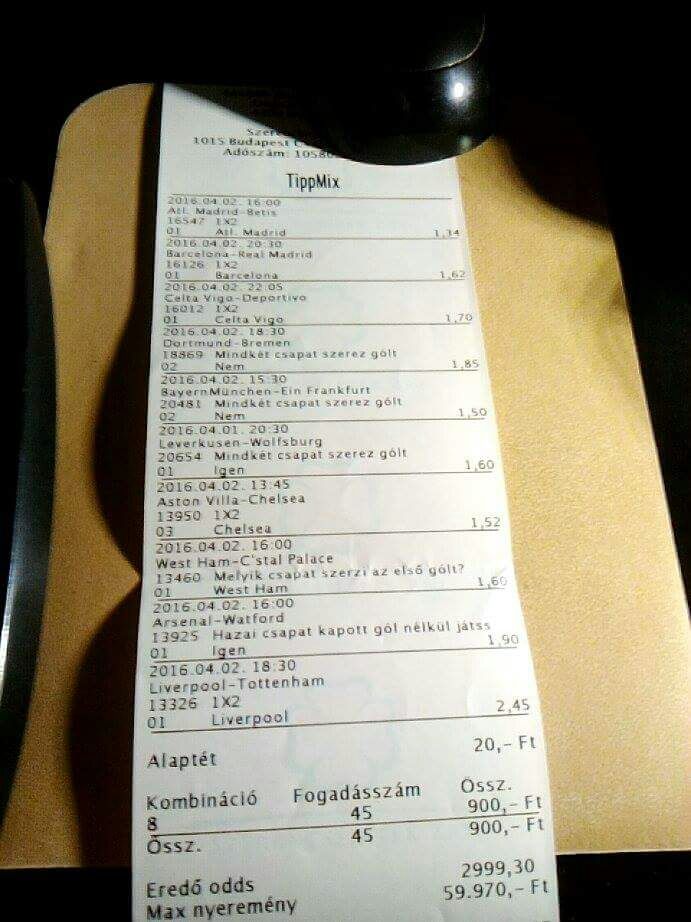 1015 Budapest
Adószám:
TippMix
2016.04.02. 16:00
Atl. Madrid-Betis
16547 1X2
01 Atl. Madrid 1,14
2016.04.02. 20:30
Barcelona-Real Madrid
16126 1X2
01 Barcelona 1,62
2016.04.02. 22:05
Celta Vigo-Deportivo
16012 1X2
01 Celta Vigo 1,70
2016.04.02. 18:30
Dortmund-Bremen
18869 Mindkét csapat szerez gólt
02 Nem 1,85
2016.04.02. 15:30
BayernMünchen-Ein Frankfurt
20481 Mindkét csapat szerez gólt
02 Nem 1,50
2016.04.01. 20:30
Leverkusen-Wolfsburg
20654 Mindkét csapat szerez gólt
01 Igen 1,60
2016.04.02. 13:45
Aston Villa-Chelsea
13950 1X2
03 Chelsea 1,52
2016.04.02. 16:00
West Ham-C'stal Palace
13460 Melyik csapat szerzi az első gólt?
01 West Ham 1,60
2016.04.02. 16:00
Arsenal-Watford
13925 Hazai csapat kapott gól nélkül játss
01 Igen 1,90
2016.04.02. 18:30
Liverpool-Tottenham
13326 1X2
01 Liverpool 2,45
Alaptét 20,- Ft
Kombináció Fogadásszám Össz.
8 45 900,- Ft
Össz. 45 900,- Ft
Eredő odds 2999,30
Max nyeremény 59.970,- Ft